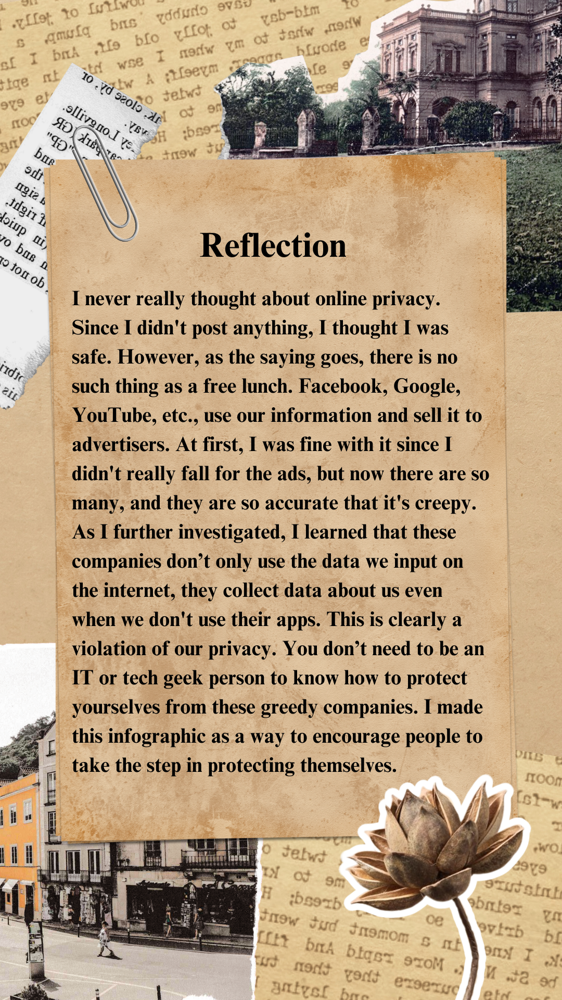 Reflection
I never really thought about online privacy.
Since I didn't post anything, I thought I was
safe. However, as the saying goes, there is no
such thing as a free lunch. Facebook, Google,
YouTube, etc., use our information and sell it to
advertisers. At first, I was fine with it since I
didn't really fall for the ads, but now there are so
many, and they are so accurate that it's creepy.
As I further investigated, I learned that these
companies don’t only use the data we input on
the internet, they collect data about us even
when we don't use their apps. This is clearly a
violation of our privacy. You don’t need to be an
IT or tech geek person to know how to protect
yourselves from these greedy companies. I made
this infographic as a way to encourage people to
take the step in protecting themselves.